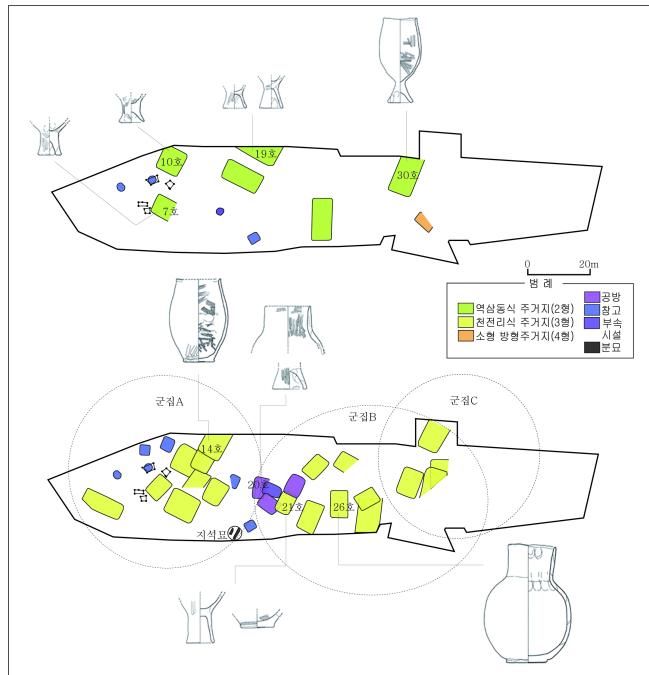 10호
19호
30호
7호
0 20m
범 례
역삼동식 주거지(2형)
천전리식 주거지(3형)
소형 방형주거지(4형)
공방
창고
부속
시설
분묘
군집A
군집B
군집C
14호
20호
21호
26호
지석묘